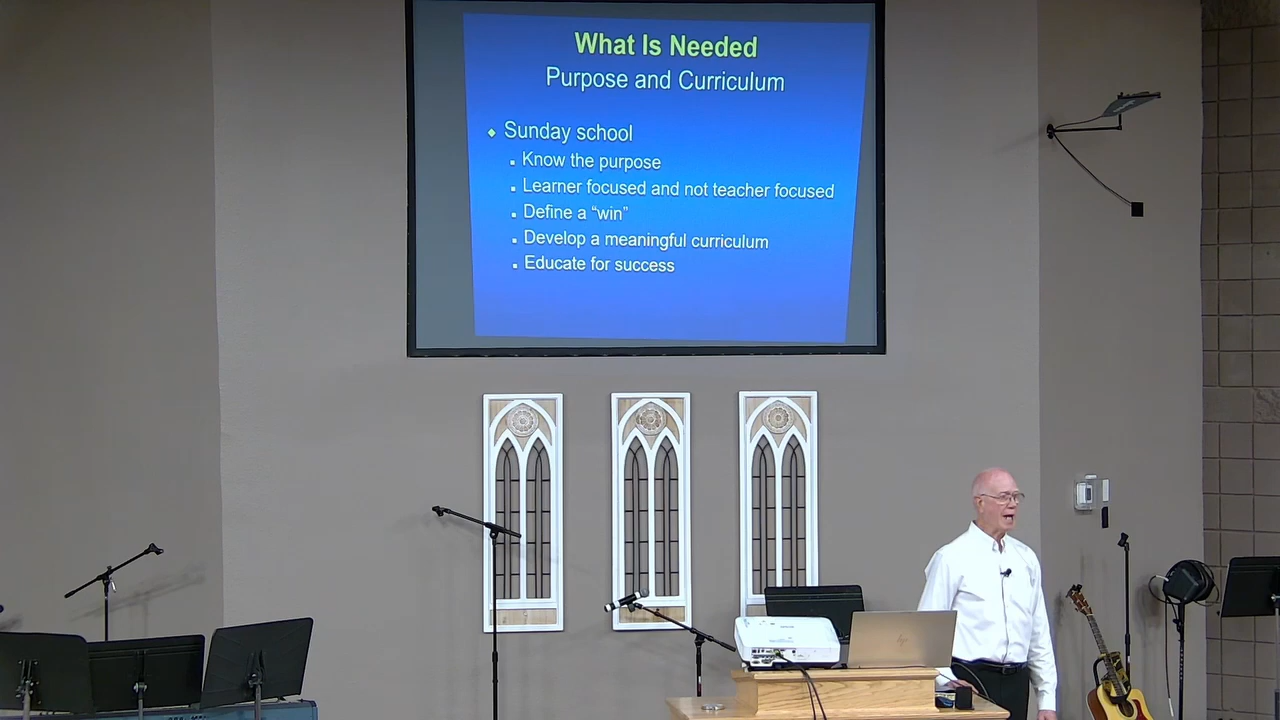 What Is Needed
Purpose and Curriculum
Sunday school
Know the purpose
Learner focused and not teacher focused
Define a “win”
Develop a meaningful curriculum
Educate for success